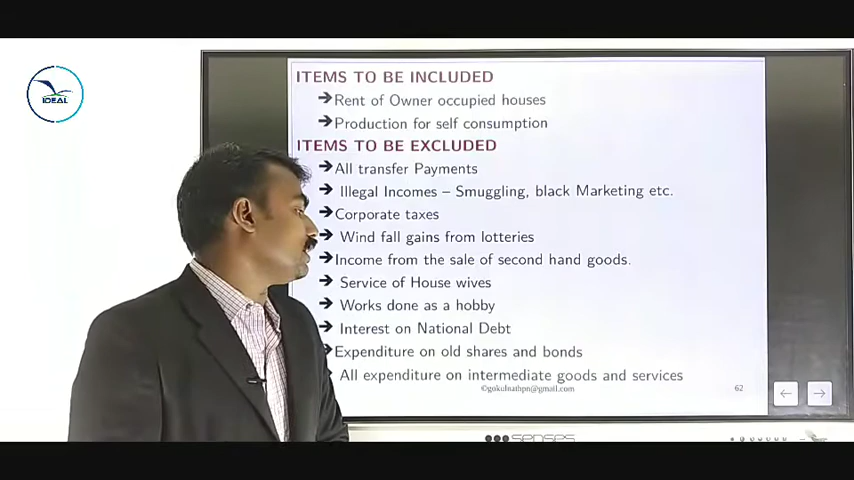 IDEAL
ITEMS TO BE INCLUDED
➔Rent of Owner occupied houses
➔Production for self consumption
ITEMS TO BE EXCLUDED
➔All transfer Payments
➔ Illegal Incomes – Smuggling, black Marketing etc.
➔Corporate taxes
➔ Wind fall gains from lotteries
➔Income from the sale of second hand goods.
➔ Service of House wives
➔ Works done as a hobby
➔ Interest on National Debt
➔Expenditure on old shares and bonds
All expenditure on intermediate goods and services
©gokulnathpn@gmail.com
62
SENSES